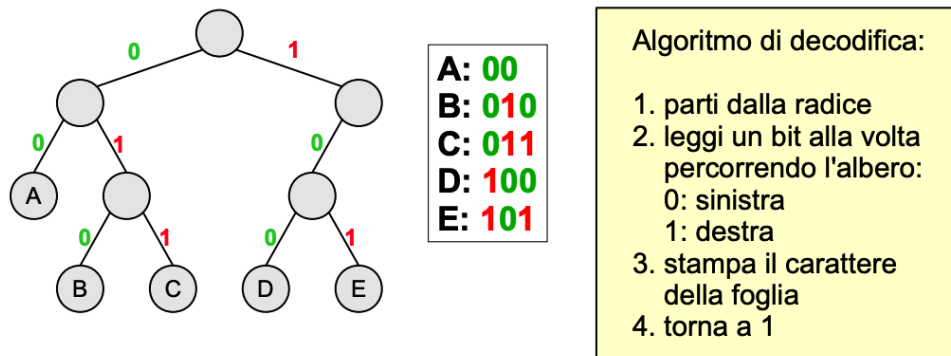 0
1
0
1
0
A
0
1
0
1
B
C
D
E
A: 00
B: 010
C: 011
D: 100
E: 101
Algoritmo di decodifica:
1. parti dalla radice
2. leggi un bit alla volta
percorrendo l'albero:
0: sinistra
1: destra
3. stampa il carattere
della foglia
4. torna a 1